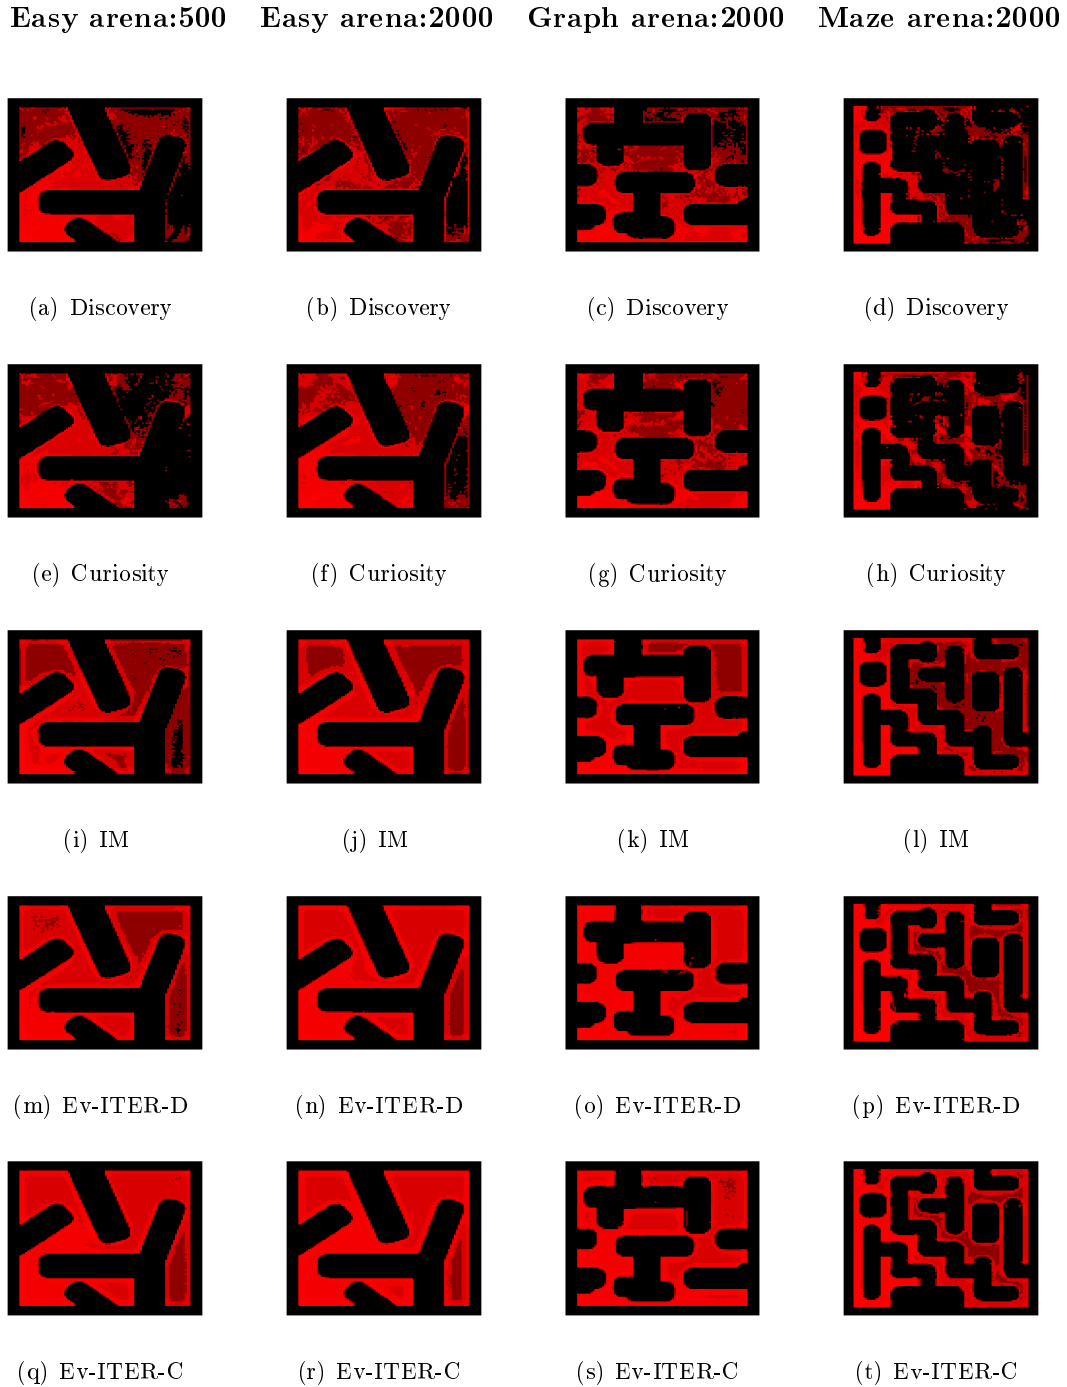 Easy arena:500 Easy arena:2000 Graph arena:2000 Maze arena:2000
(a) Discovery (b) Discovery (c) Discovery (d) Discovery
(e) Curiosity (f) Curiosity (g) Curiosity (h) Curiosity
(i) IM (j) IM (k) IM (l) IM
(m) Ev-ITER-D (n) Ev-ITER-D (o) Ev-ITER-D (p) Ev-ITER-D
(q) Ev-ITER-C (r) Ev-ITER-C (s) Ev-ITER-C (t) Ev-ITER-C